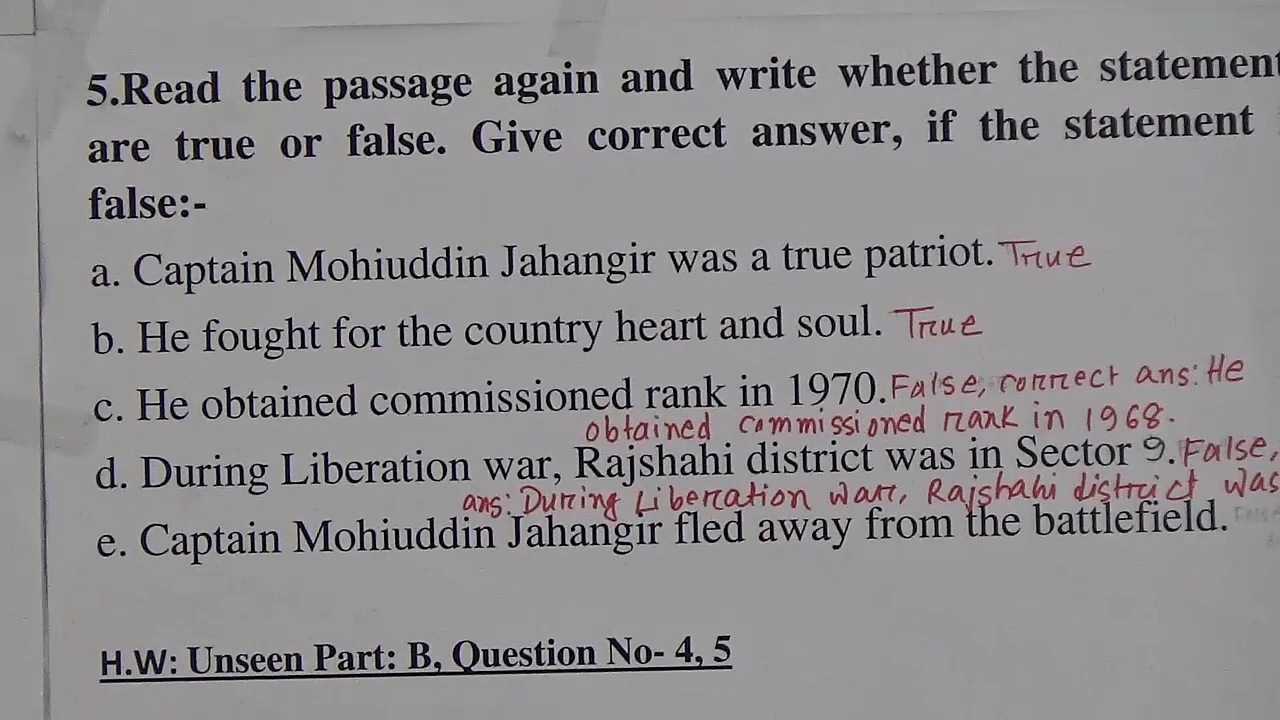 5.Read the passage again and write whether the statement
are true or false. Give correct answer, if the statement
false:-
a. Captain Mohiuddin Jahangir was a true patriot. True
b. He fought for the country heart and soul. True
c. He obtained commissioned rank in 1970. False, correct ans: He
obtained commissioned rank in 1968.
d. During Liberation war, Rajshahi district was in Sector 9. False,
ans: During Liberation war, Rajshahi district was
e. Captain Mohiuddin Jahangir fled away from the battlefield.
H.W: Unseen Part: B, Question No- 4, 5